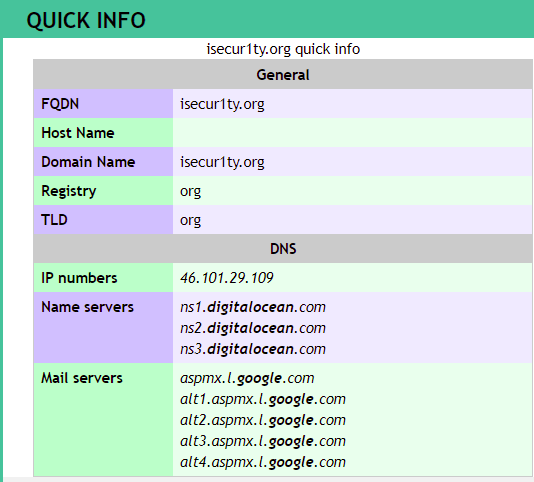 QUICK INFO
isecur1ty.org quick info
General
FQDN isecur1ty.org
Host Name
Domain Name isecur1ty.org
Registry org
TLD org
DNS
IP numbers 46.101.29.109
Name servers ns1.digitalocean.com
ns2.digitalocean.com
ns3.digitalocean.com
Mail servers aspmx.l.google.com
alt1.aspmx.l.google.com
alt2.aspmx.l.google.com
alt3.aspmx.l.google.com
alt4.aspmx.l.google.com